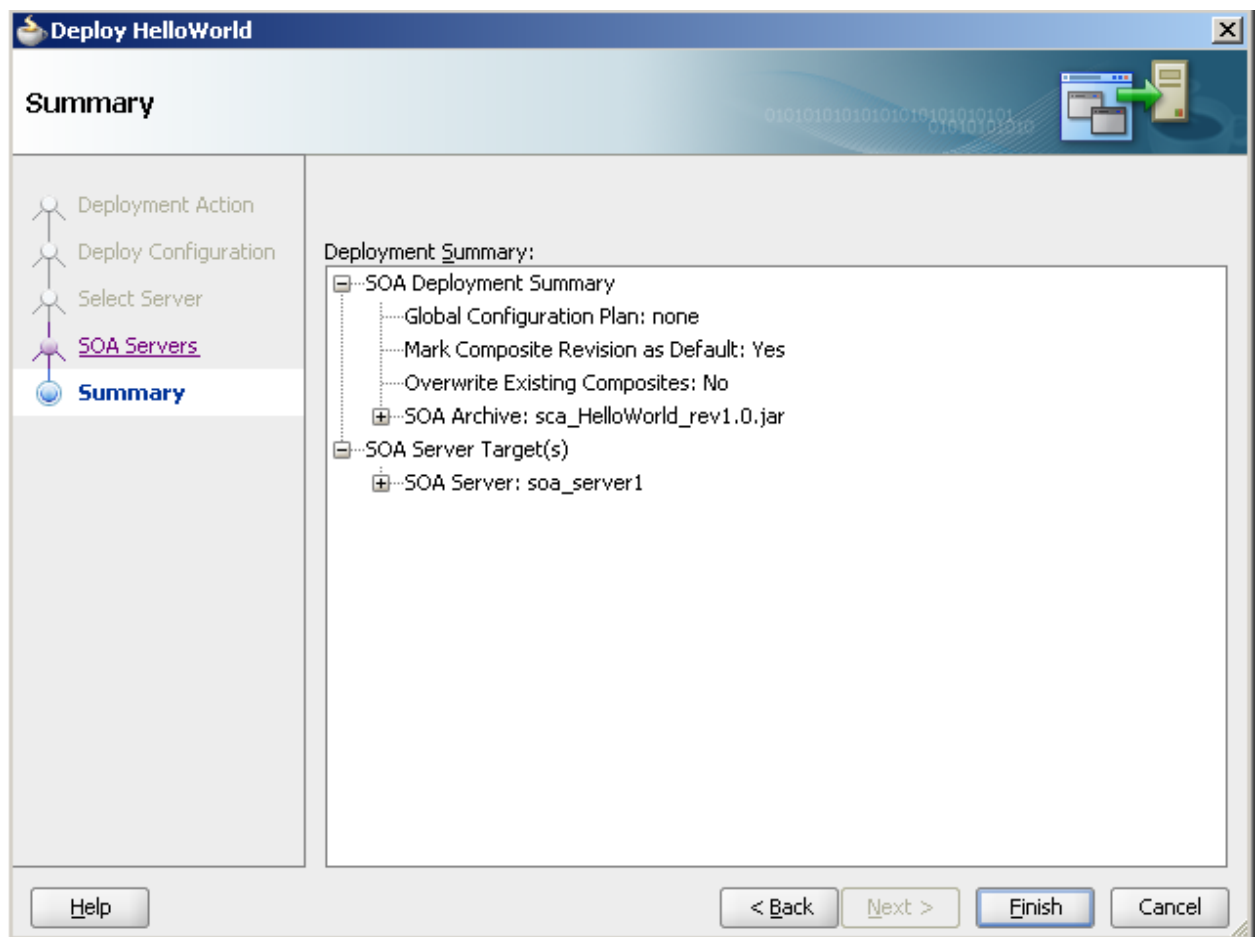 Deploy HelloWorld
Summary
Deployment Action
Deploy Configuration
Select Server
SOA Servers
Summary
Deployment Summary:
SOA Deployment Summary
Global Configuration Plan: none
Mark Composite Revision as Default: Yes
Overwrite Existing Composites: No
SOA Archive: sca_HelloWorld_rev1.0.jar
SOA Server Target(s)
SOA Server: soa_server1
Help
< Back
Next >
Finish
Cancel